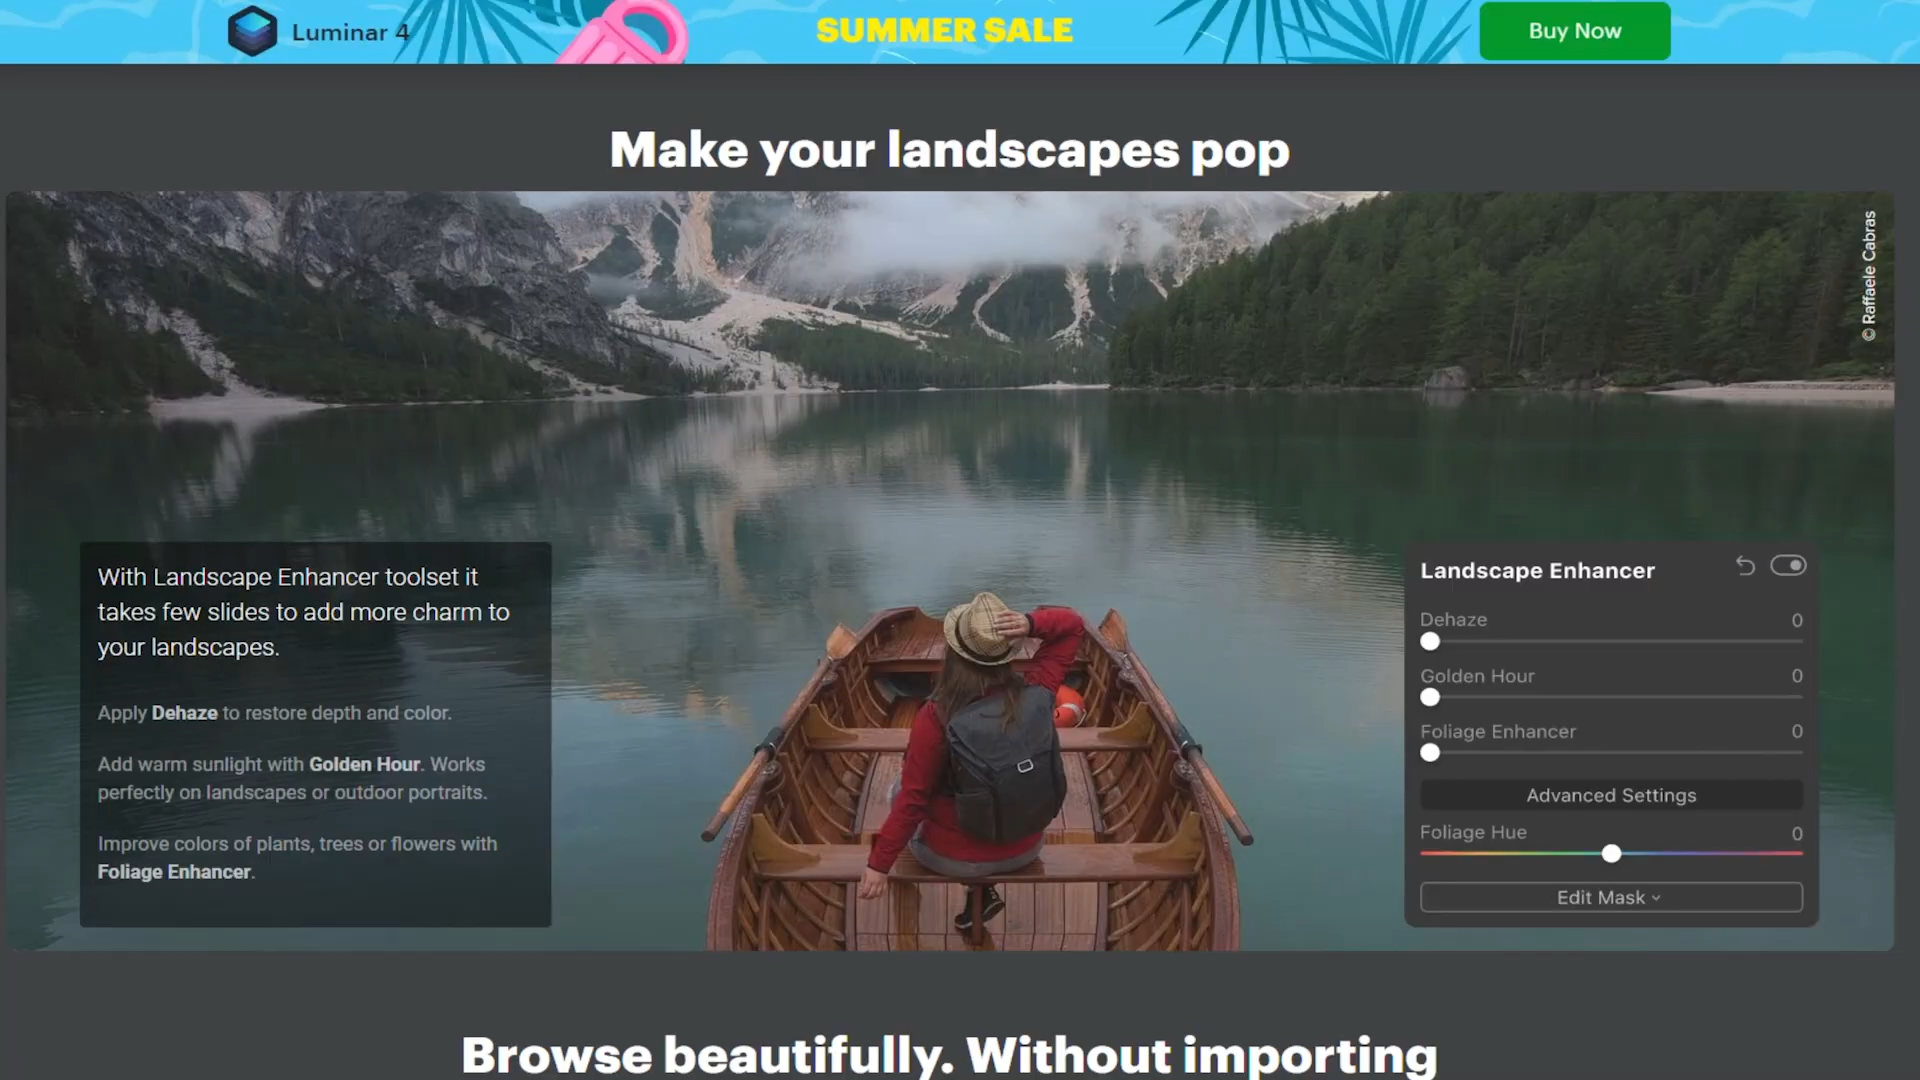 Luminar 4
SUMMER SALE
Buy Now
Make your landscapes pop
© Raffaele Cabras
With Landscape Enhancer toolset it
takes few slides to add more charm to
your landscapes.
Apply Dehaze to restore depth and color.
Add warm sunlight with Golden Hour. Works
perfectly on landscapes or outdoor portraits.
Improve colors of plants, trees or flowers with
Foliage Enhancer.
Landscape Enhancer
Dehaze 0
Golden Hour 0
Foliage Enhancer 0
Advanced Settings
Foliage Hue 0
Edit Mask
Browse beautifully. Without importing